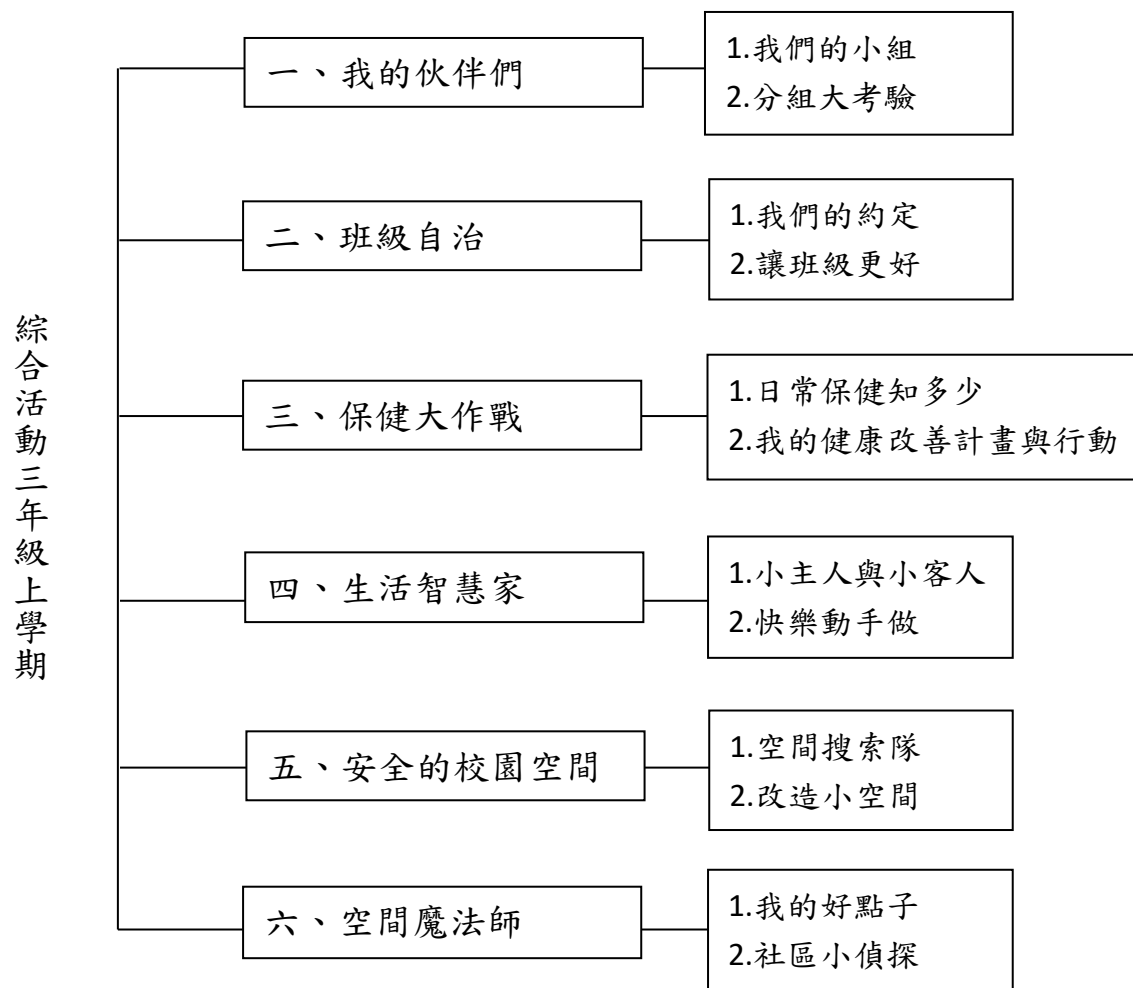 綜合活動三年級上學期
一、我的伙伴們
1.我們的小組
2.分組大考驗
二、班級自治
1.我們的約定
2.讓班級更好
三、保健大作戰
1.日常保健知多少
2.我的健康改善計畫與行動
四、生活智慧家
1.小主人與小客人
2.快樂動手做
五、安全的校園空間
1.空間搜索隊
2.改造小空間
六、空間魔法師
1.我的好點子
2.社區小偵探